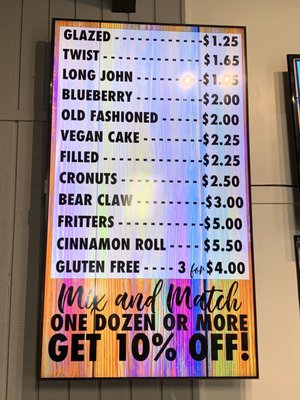 GLAZED ------------ $1.25
TWIST -------------- $1.65
LONG JOHN -------
BLUEBERRY -------- $2.00
OLD FASHIONED --- $2.00
VEGAN CAKE ------ $2.25
FILLED ------------- $2.25
CRONUTS ---------- $2.50
BEAR CLAW ------- $3.00
FRITTERS ---------- $5.00
CINNAMON ROLL ---- $5.50
GLUTEN FREE ---- 3 for $4.00
Mix and Match
ONE DOZEN OR MORE
GET 10% OFF!